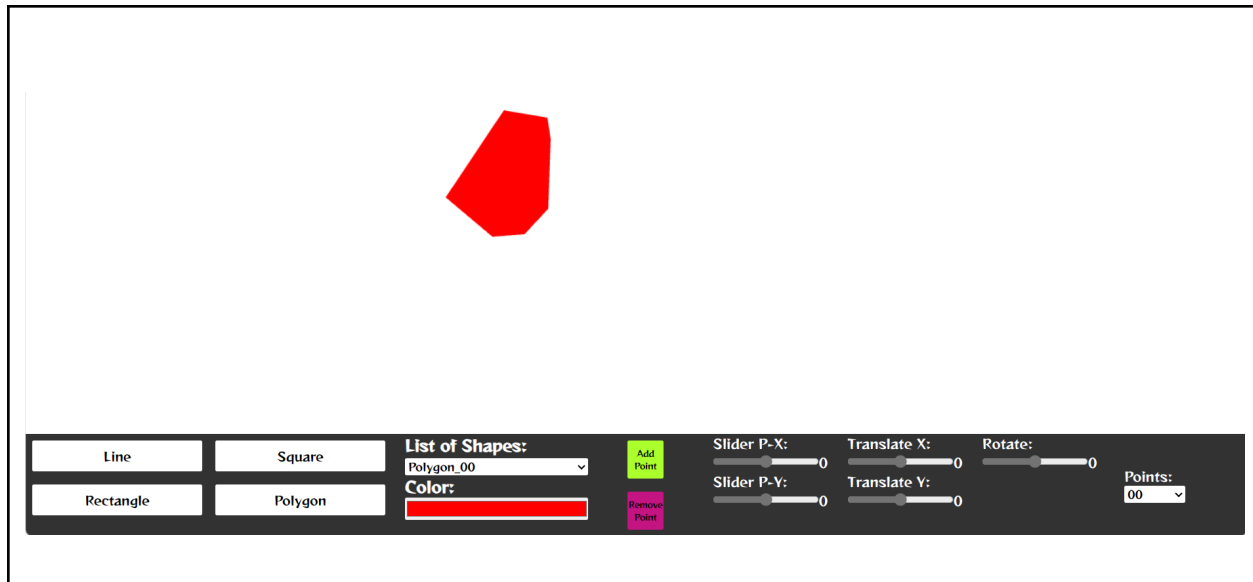 Line
Square
Rectangle
Polygon
List of Shapes:
Polygon_00
Color:
Add
Point
Remove
Point
Slider P-X:
0
Slider P-Y:
0
Translate X:
0
Translate Y:
0
Rotate:
0
Points:
00